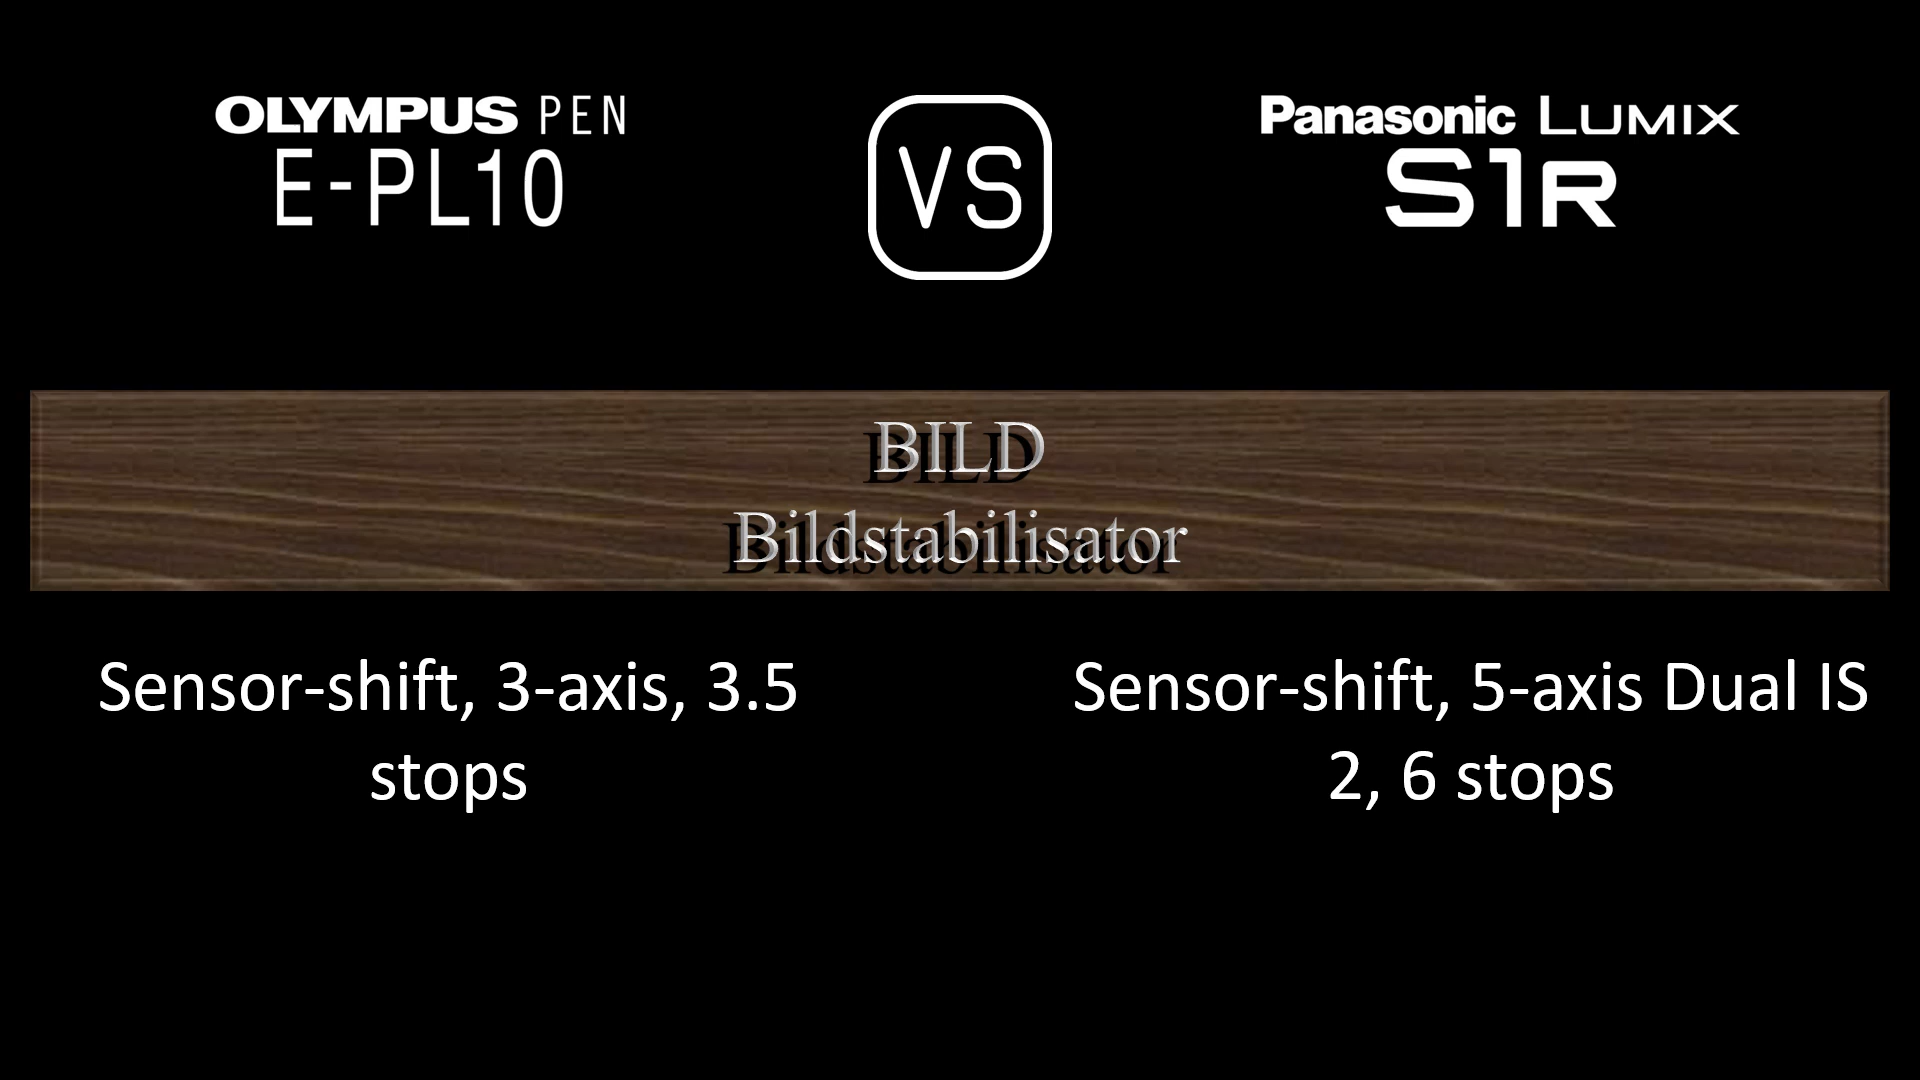 OLYMPUS PEN
E-PL10
VS
Panasonic LUMIX
S1R
BILD
Bildstabilisator
Sensor-shift, 3-axis, 3.5
stops
Sensor-shift, 5-axis Dual IS
2, 6 stops